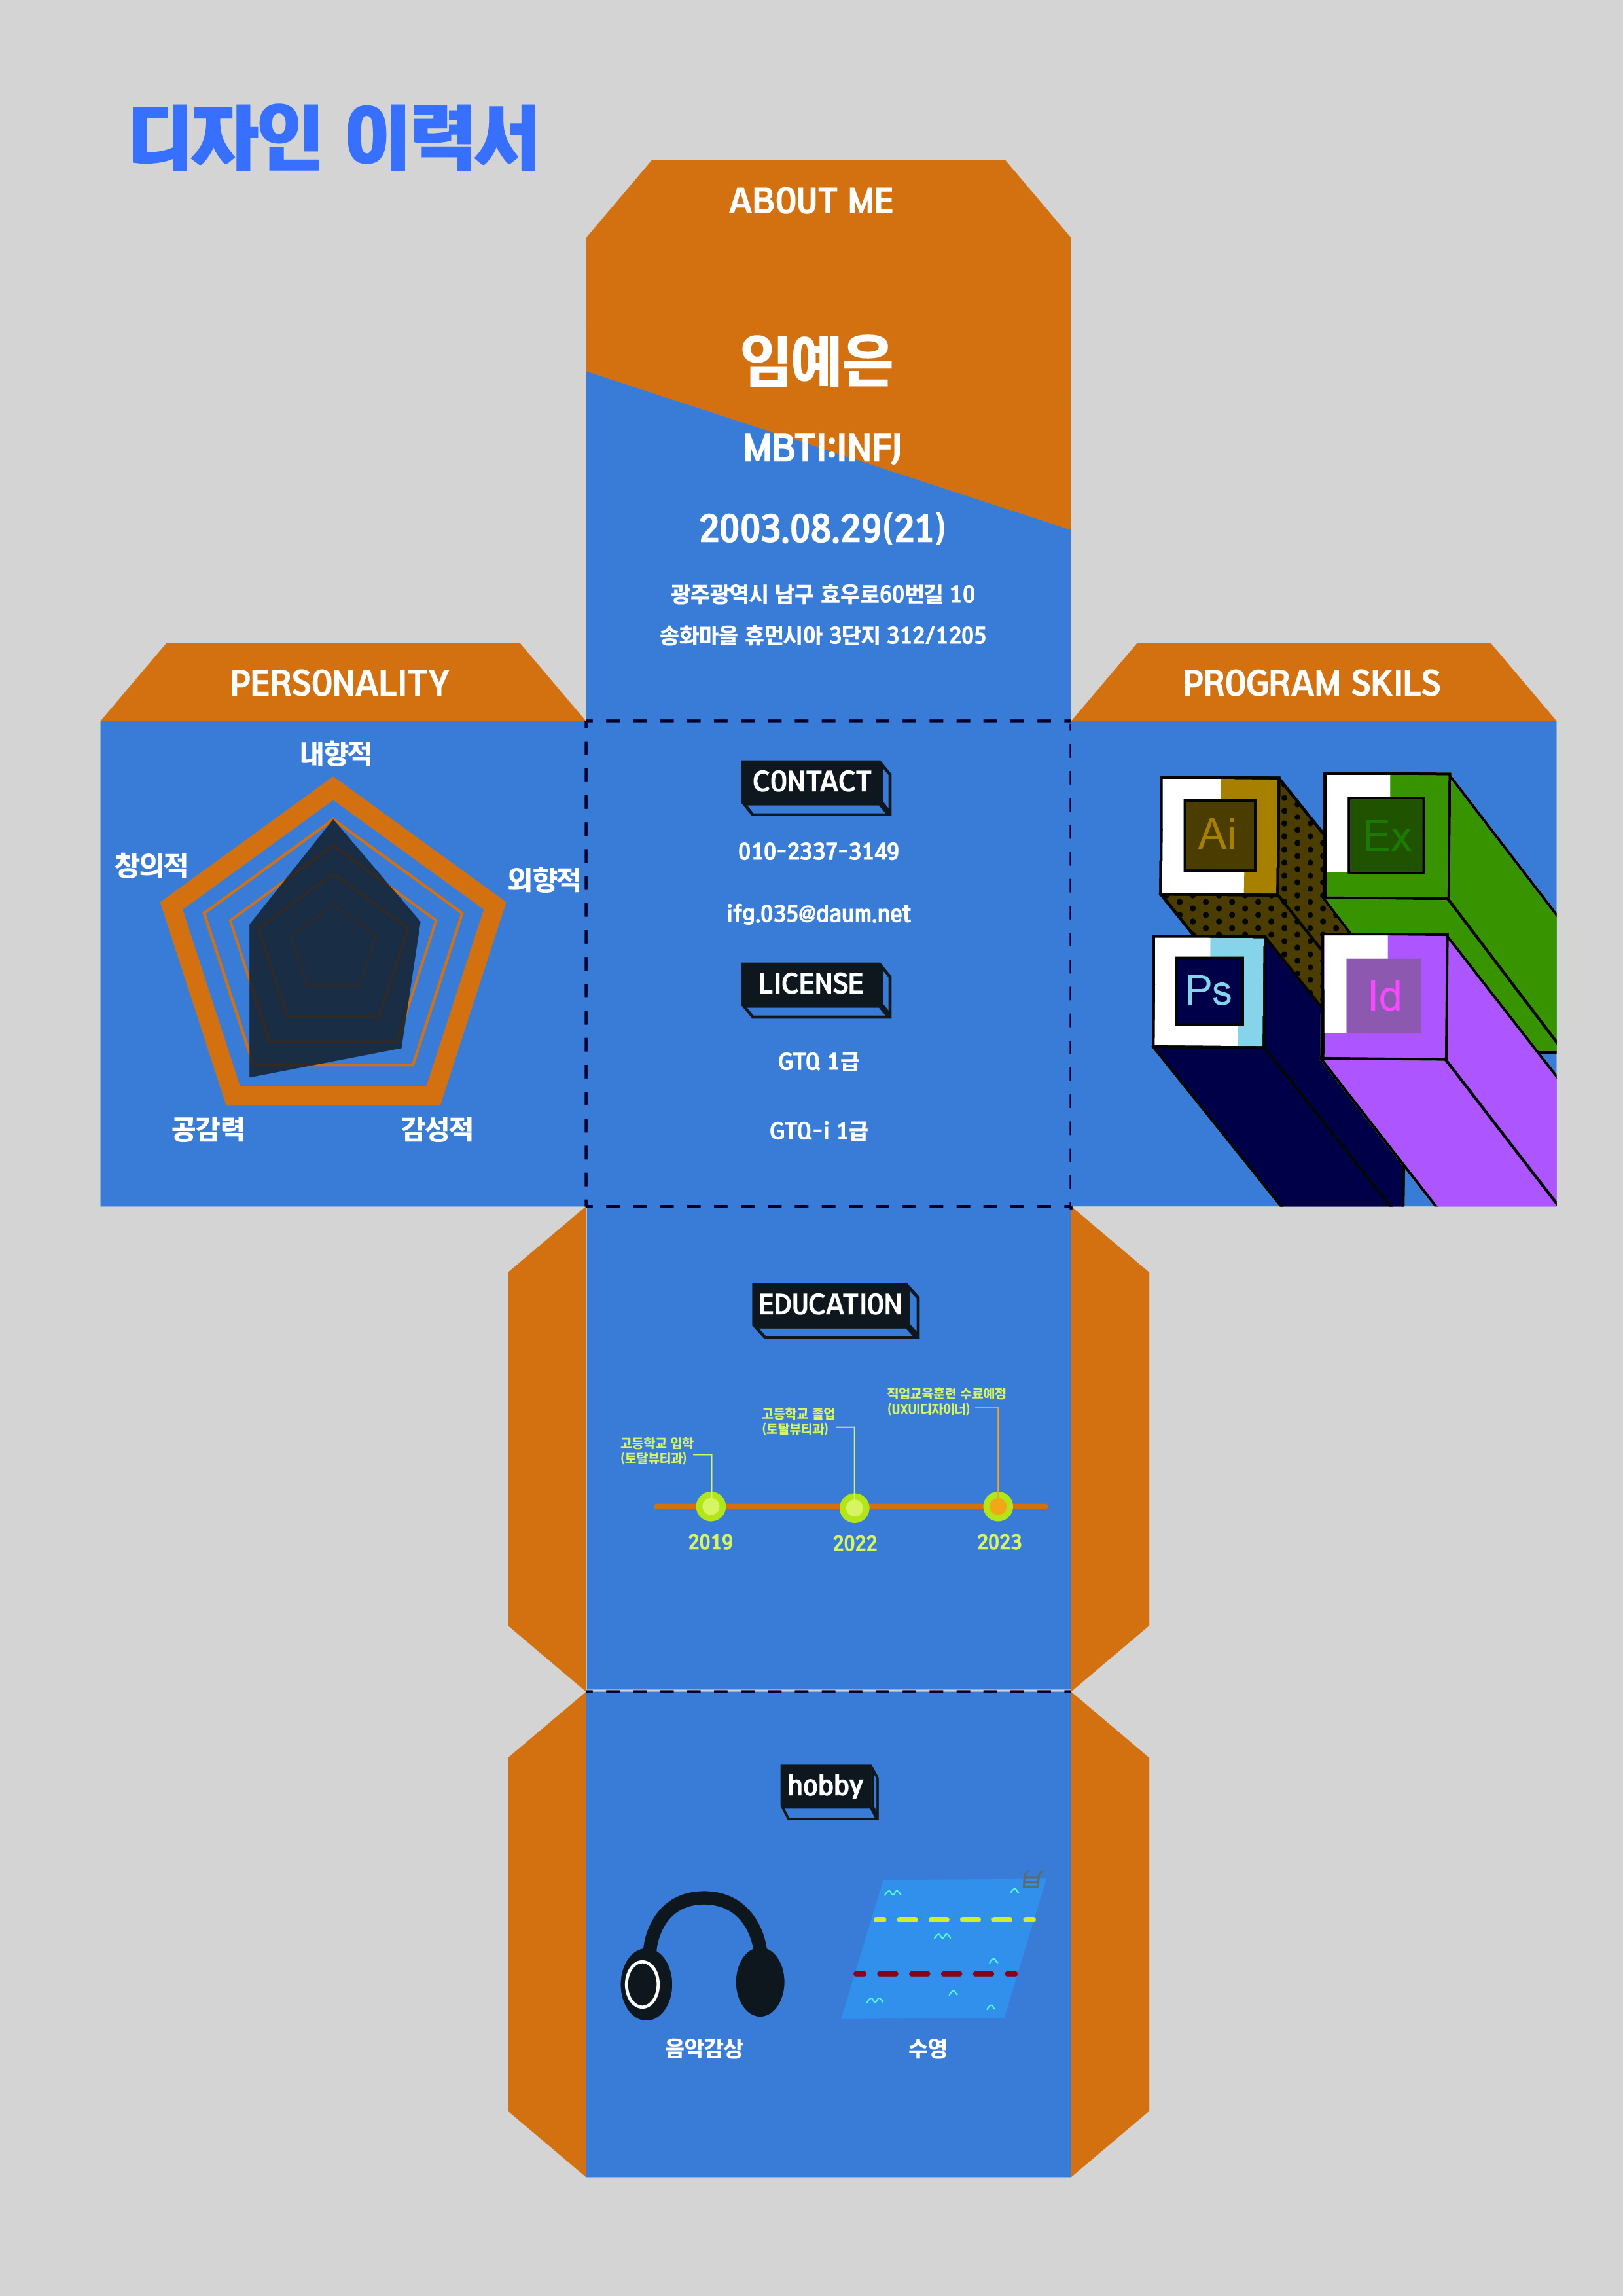 디자인 이력서
ABOUT ME
임예은
MBTI:INFJ
2003.08.29(21)
광주광역시 남구 효우로60번길 10
송화마을 휴먼시아 3단지 312/1205
PERSONALITY
내향적
창의적
외향적
공감력
감성적
CONTACT
010-2337-3149
ifg.035@daum.net
LICENSE
GTQ 1급
GTQ-i 1급
PROGRAM SKILS
Ai
Ex
Ps
Id
EDUCATION
고등학교 입학
(토탈뷰티과)
고등학교 졸업
(토탈뷰티과)
직업교육훈련 수료예정
(UXUI디자이너)
2019
2022
2023
hobby
음악감상
수영